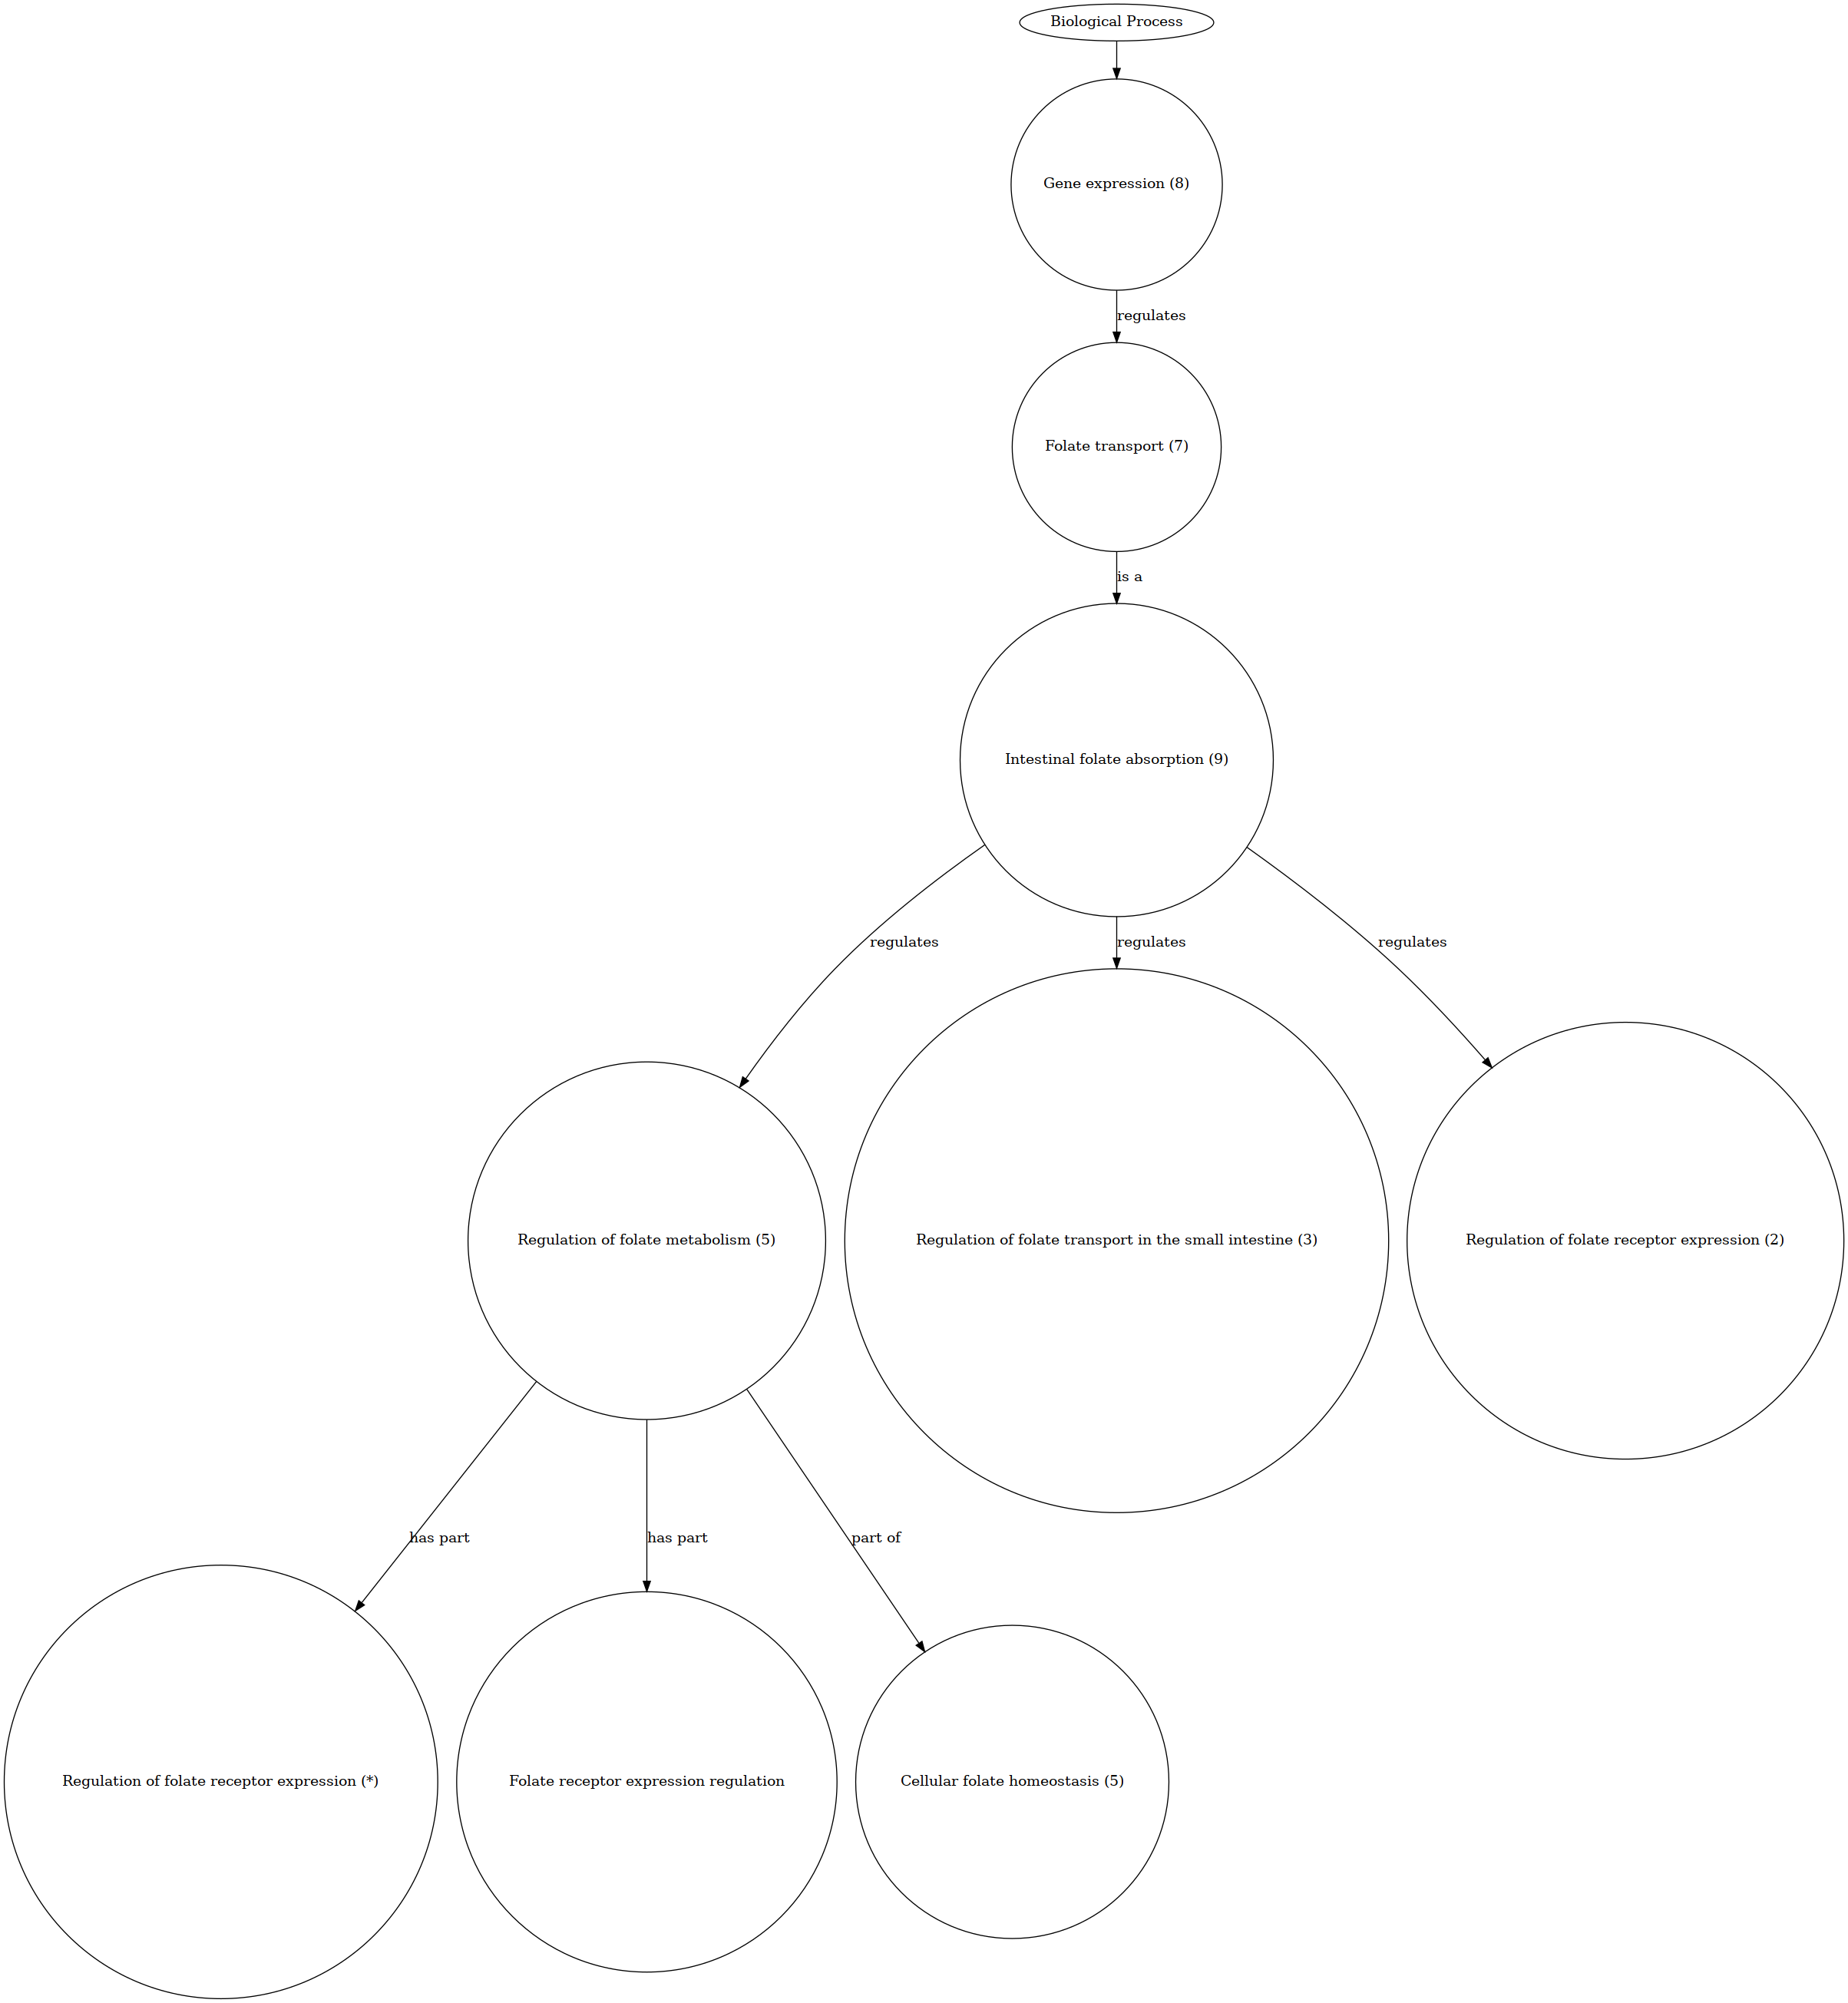 Biological Process
Gene expression (8)
regulates
Folate transport (7)
is a
Intestinal folate absorption (9)
regulates
regulates
regulates
Regulation of folate metabolism (5)
Regulation of folate transport in the small intestine (3)
Regulation of folate receptor expression (2)
has part
has part
part of
Regulation of folate receptor expression (*)
Folate receptor expression regulation
Cellular folate homeostasis (5)